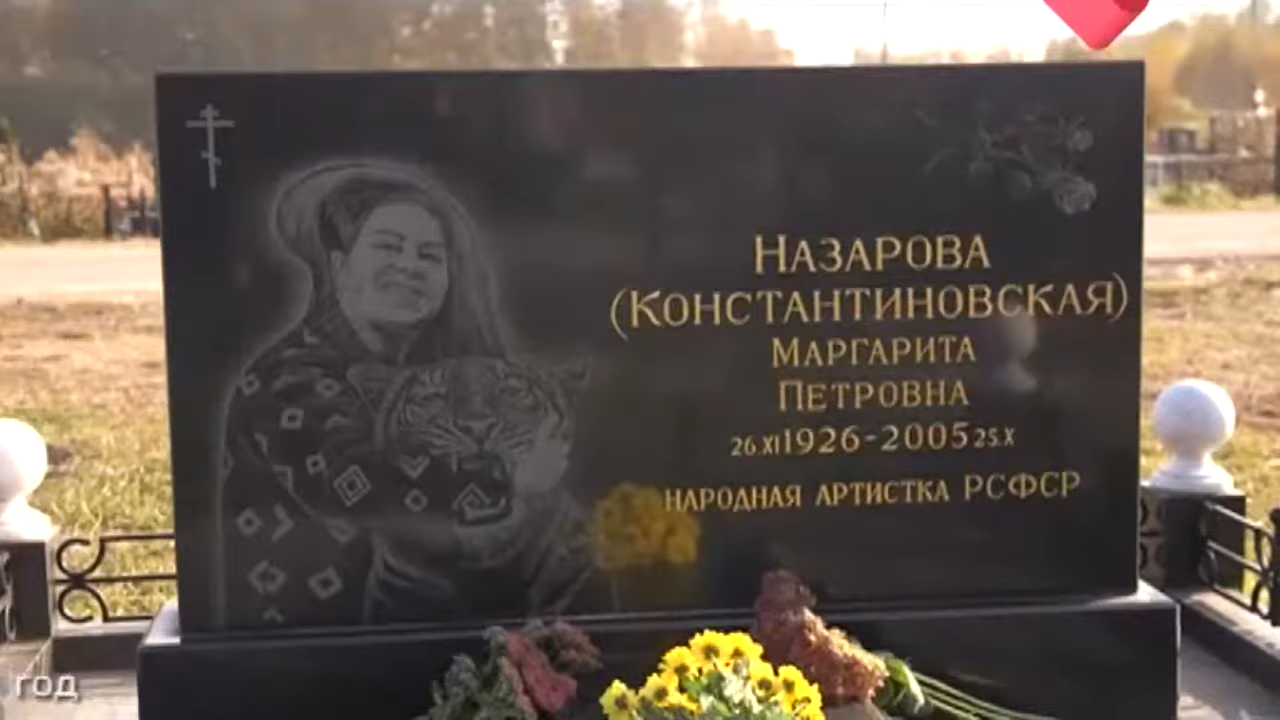 НАЗАРОВА
(КОНСТАНТИНОВСКАЯ)
МАРГАРИТА
ПЕТРОВНА
26.XI 1926-2005 25.X
НАРОДНАЯ АРТИСТКА РСФСР
год